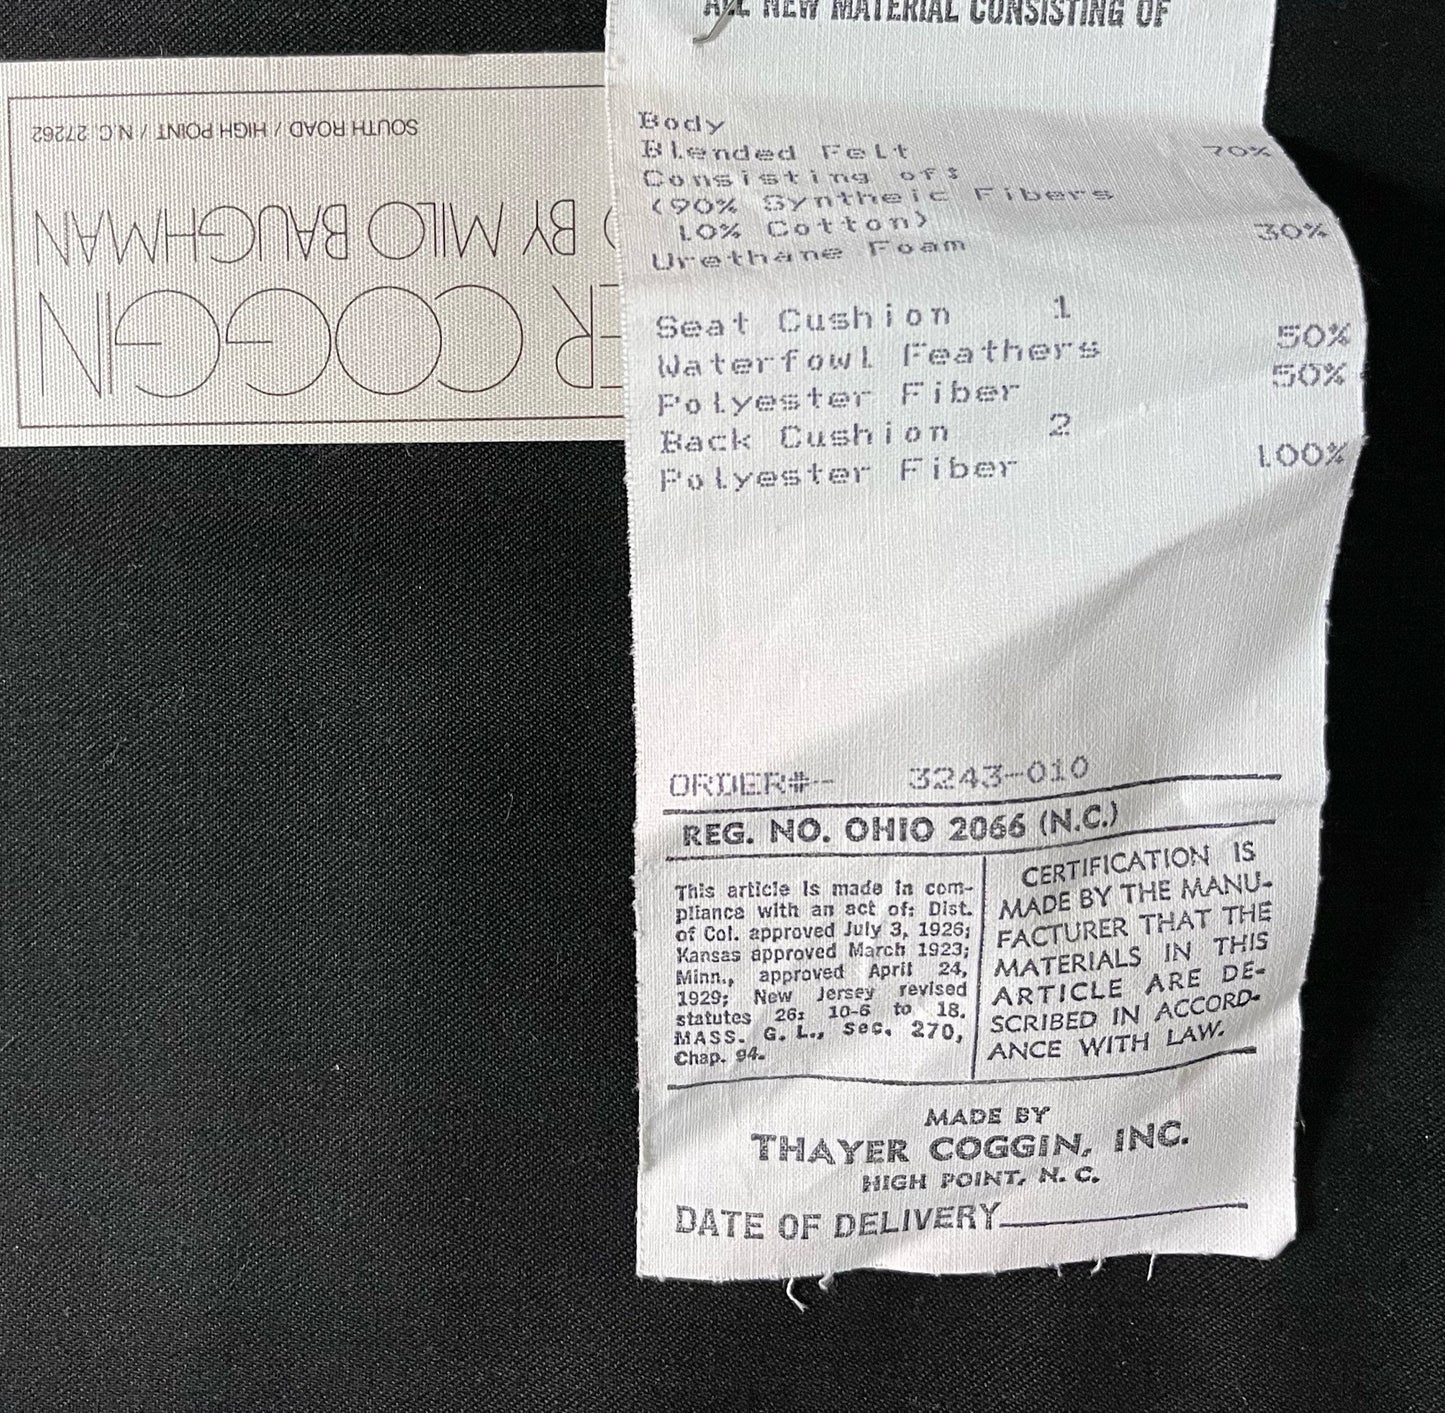 ALL NEW MATERIAL CONSISTING OF
Body
Blended Felt 70%
Consisting of:
(90% Syntheic Fibers
10% Cotton)
Urethane Foam 30%
Seat Cushion 1
Waterfowl Feathers 50%
Polyester Fiber 50%
Back Cushion 2
Polyester Fiber 100%
ORDER#- 3243-010
REG. NO. OHIO 2066 (N.C.)
This article is made in com-
pliance with an act of: Dist.
of Col. approved July 3, 1926;
Kansas approved March 1923;
Minn., approved April 24,
1929; New Jersey revised
statutes 26: 10-6 to 18.
MASS. G. L., Sec. 270,
Chap. 94.
CERTIFICATION IS
MADE BY THE MANU-
FACTURER THAT THE
MATERIALS IN THIS
ARTICLE ARE DE-
SCRIBED IN ACCORD-
ANCE WITH LAW.
MADE BY
THAYER COGGIN, INC.
HIGH POINT, N. C.
DATE OF DELIVERY
ER COGGIN
BY MILO BAUGHMAN
SOUTH ROAD / HIGH POINT / N.C. 27262